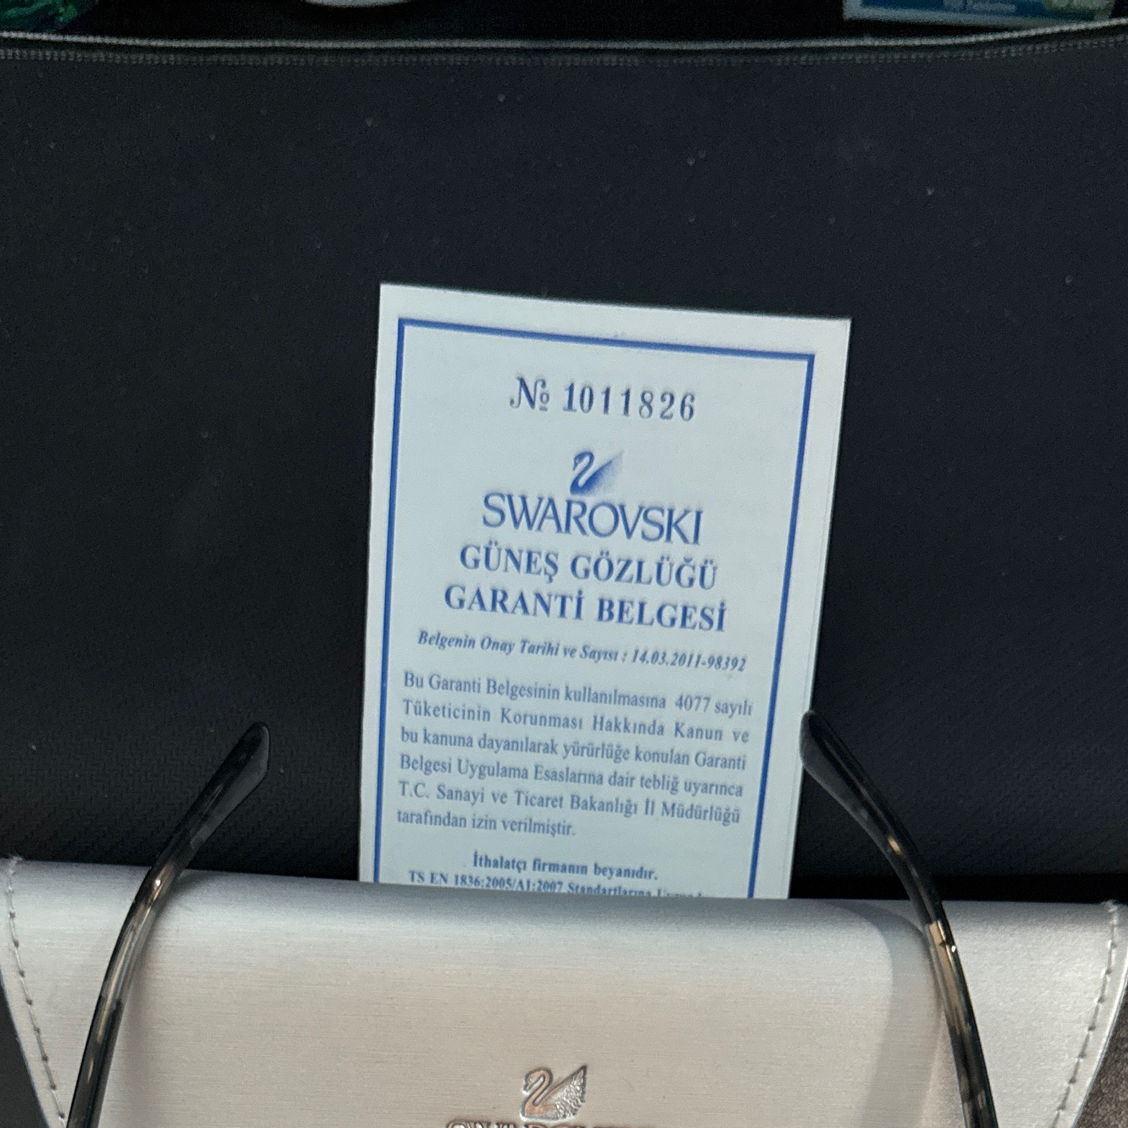 № 1011826
SWAROVSKI
GÜNEŞ GÖZLÜĞÜ
GARANTİ BELGESİ
Belgenin Onay Tarihi ve Sayısı : 14.03.2011-98392
Bu Garanti Belgesinin kullanılmasına 4077 sayılı
Tüketicinin Korunması Hakkında Kanun ve
bu kanuna dayanılarak yürürlüğe konulan Garanti
Belgesi Uygulama Esaslarına dair tebliğ uyarınca
T.C. Sanayi ve Ticaret Bakanlığı İl Müdürlüğü
tarafından izin verilmiştir.
İthalatçı firmanın beyanıdır.
TS EN 1836:2005/A1:2007 Standartlarına